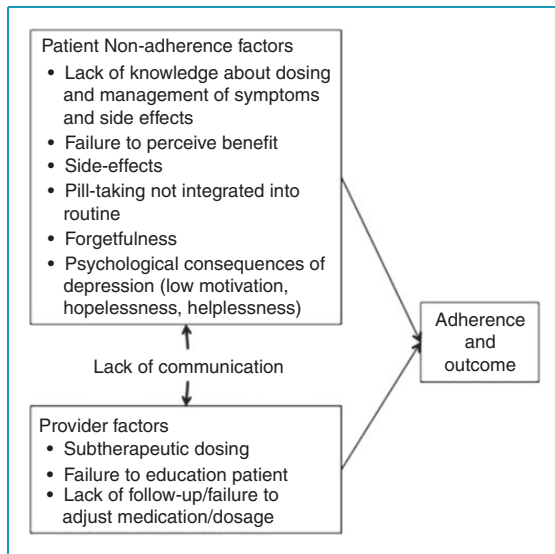 Patient Non-adherence factors
• Lack of knowledge about dosing
and management of symptoms
and side effects
• Failure to perceive benefit
• Side-effects
• Pill-taking not integrated into
routine
• Forgetfulness
• Psychological consequences of
depression (low motivation,
hopelessness, helplessness)
Lack of communication
Provider factors
• Subtherapeutic dosing
• Failure to education patient
• Lack of follow-up/failure to
adjust medication/dosage
Adherence
and
outcome